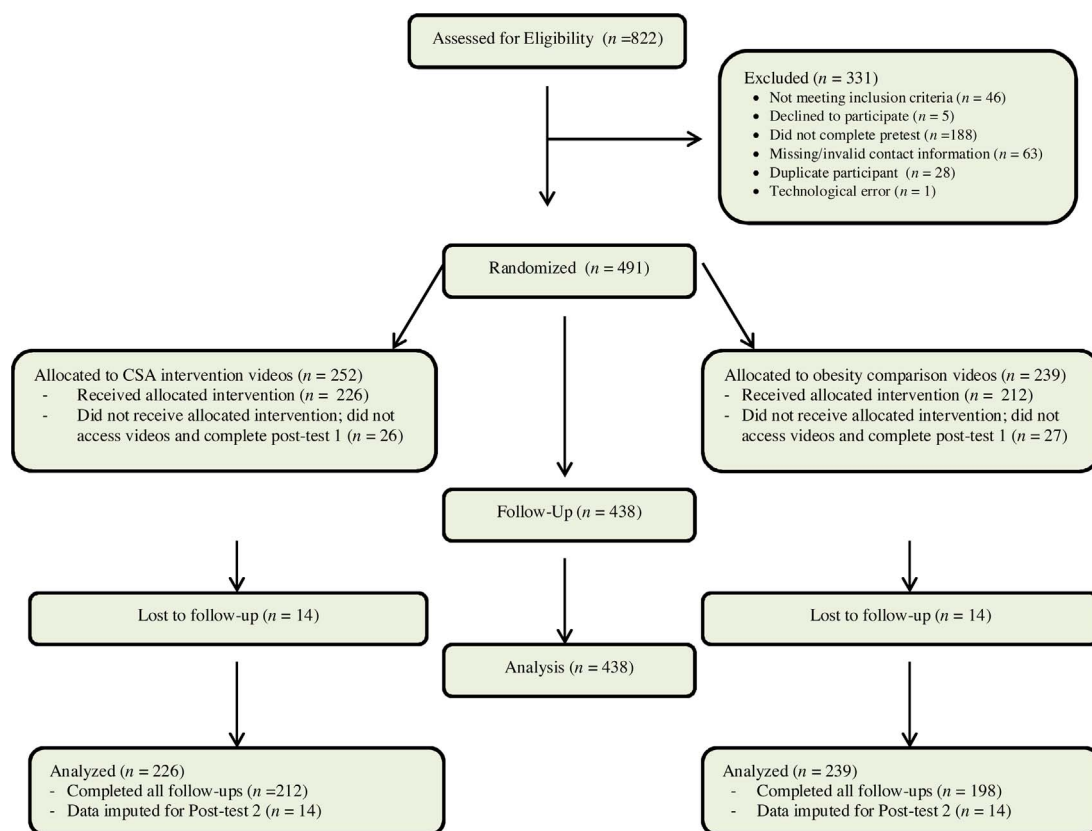 Assessed for Eligibility (n =822)
Excluded (n = 331)
• Not meeting inclusion criteria (n = 46)
• Declined to participate (n = 5)
• Did not complete pretest (n =188)
• Missing/invalid contact information (n = 63)
• Duplicate participant (n = 28)
• Technological error (n = 1)
Randomized (n = 491)
Allocated to CSA intervention videos (n = 252)
- Received allocated intervention (n = 226)
- Did not receive allocated intervention; did not
access videos and complete post-test 1 (n = 26)
Allocated to obesity comparison videos (n = 239)
- Received allocated intervention (n = 212)
- Did not receive allocated intervention; did not
access videos and complete post-test 1 (n = 27)
Follow-Up (n = 438)
Lost to follow-up (n = 14)
Lost to follow-up (n = 14)
Analysis (n = 438)
Analyzed (n = 226)
- Completed all follow-ups (n =212)
- Data imputed for Post-test 2 (n = 14)
Analyzed (n = 239)
- Completed all follow-ups (n = 198)
- Data imputed for Post-test 2 (n = 14)